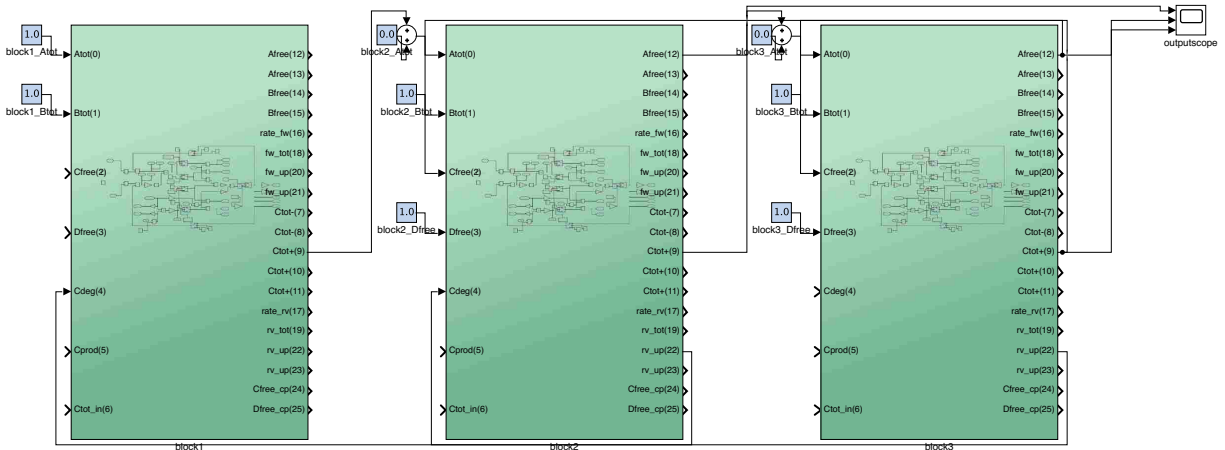 1.0
block1_Atot
1.0
block1_Btot
Atot(0)
Btot(1)
Cfree(2)
Dfree(3)
Cdeg(4)
Cprod(5)
Ctot_in(6)
Afree(12)
Afree(13)
Bfree(14)
Bfree(15)
rate_fw(16)
fw_tot(18)
fw_up(20)
fw_up(21)
Ctot-(7)
Ctot-(8)
Ctot+(9)
Ctot+(10)
Ctot+(11)
rate_rv(17)
rv_tot(19)
rv_up(22)
rv_up(23)
Cfree_cp(24)
Dfree_cp(25)
block1
0.0
block2_Atot
1.0
block2_Btot
1.0
block2_Dfree
Atot(0)
Btot(1)
Cfree(2)
Dfree(3)
Cdeg(4)
Cprod(5)
Ctot_in(6)
Afree(12)
Afree(13)
Bfree(14)
Bfree(15)
rate_fw(16)
fw_tot(18)
fw_up(20)
fw_up(21)
Ctot-(7)
Ctot-(8)
Ctot+(9)
Ctot+(10)
Ctot+(11)
rate_rv(17)
rv_tot(19)
rv_up(22)
rv_up(23)
Cfree_cp(24)
Dfree_cp(25)
block2
0.0
block3_Atot
1.0
block3_Btot
1.0
block3_Dfree
Atot(0)
Btot(1)
Cfree(2)
Dfree(3)
Cdeg(4)
Cprod(5)
Ctot_in(6)
Afree(12)
Afree(13)
Bfree(14)
Bfree(15)
rate_fw(16)
fw_tot(18)
fw_up(20)
fw_up(21)
Ctot-(7)
Ctot-(8)
Ctot+(9)
Ctot+(10)
Ctot+(11)
rate_rv(17)
rv_tot(19)
rv_up(22)
rv_up(23)
Cfree_cp(24)
Dfree_cp(25)
block3
outputscope